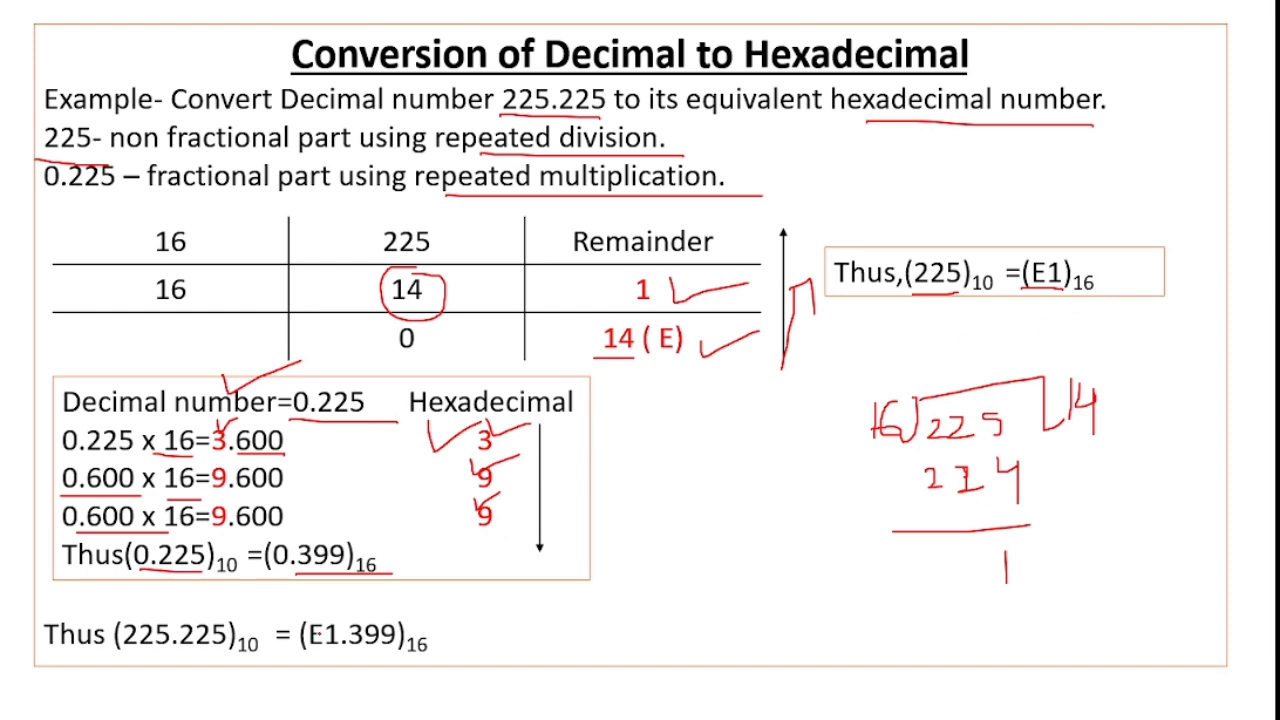 Conversion of Decimal to Hexadecimal
Example- Convert Decimal number 225.225 to its equivalent hexadecimal number.
225- non fractional part using repeated division.
0.225 – fractional part using repeated multiplication.
16 225 Remainder
16 14 1
0 14 ( E)
Thus,(225)10 =(E1)16
Decimal number=0.225 Hexadecimal
0.225 x 16=3.600 3
0.600 x 16=9.600 9
0.600 x 16=9.600 9
Thus(0.225)10 =(0.399)16
16 225 14
224
1
Thus (225.225)10 = (E1.399)16